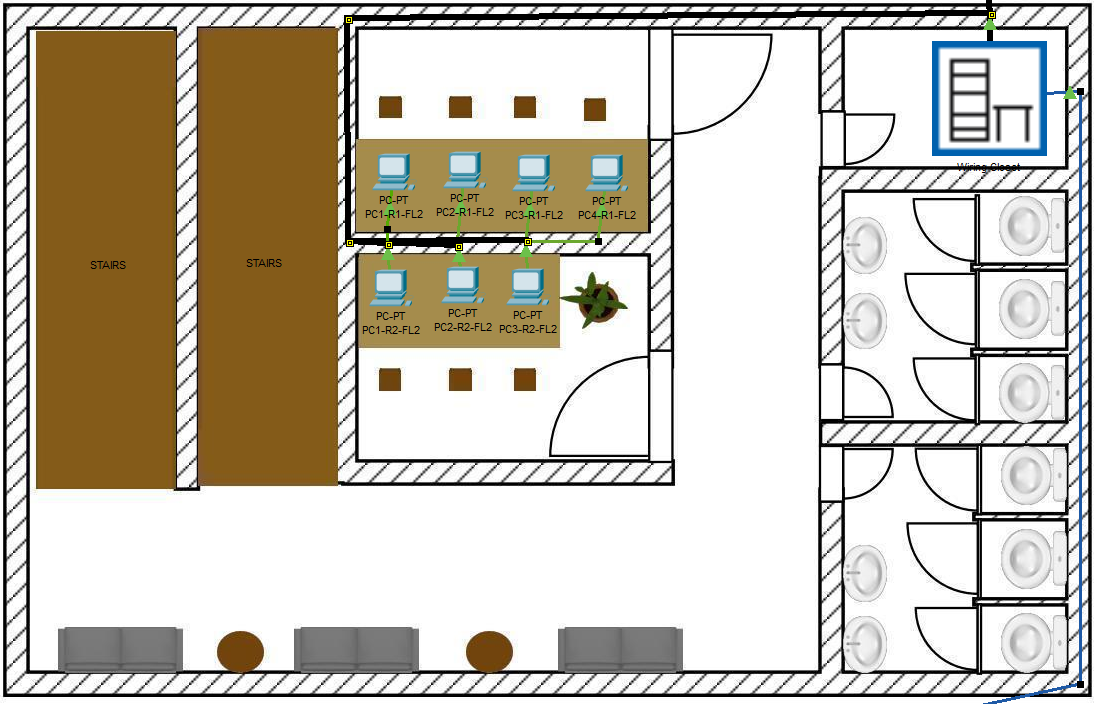 Wiring Closet
PC-PT
PC1-R1-FL2
PC-PT
PC2-R1-FL2
PC-PT
PC3-R1-FL2
PC-PT
PC4-R1-FL2
STAIRS
STAIRS
PC-PT
PC1-R2-FL2
PC-PT
PC2-R2-FL2
PC-PT
PC3-R2-FL2